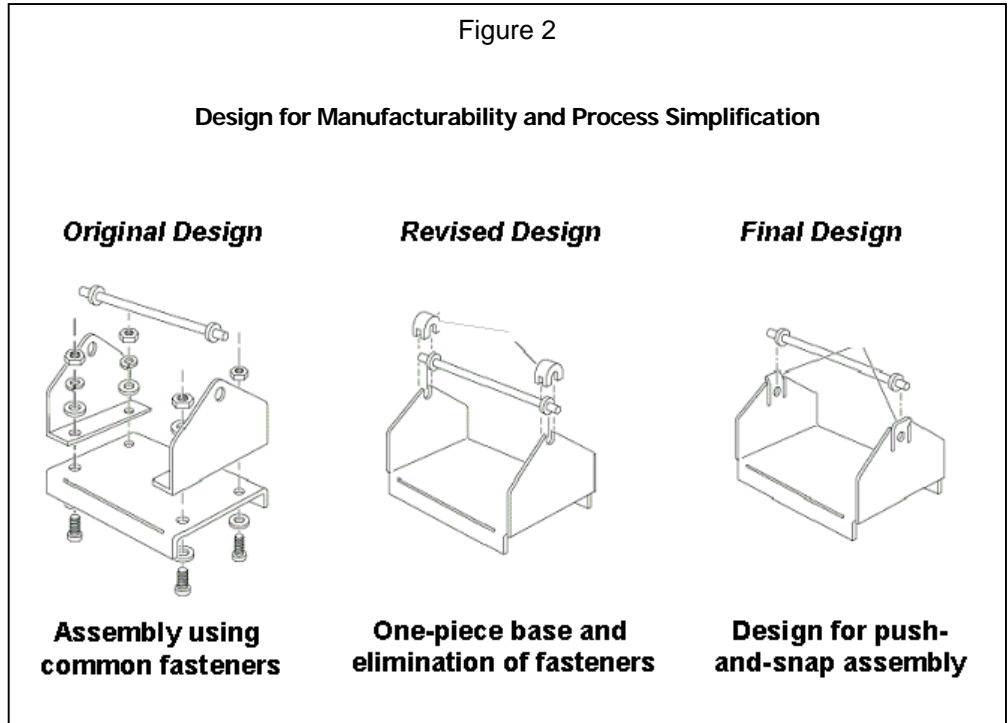 Figure 2
Design for Manufacturability and Process Simplification
Original Design
Revised Design
Final Design
Assembly using
common fasteners
One-piece base and
elimination of fasteners
Design for push-
and-snap assembly